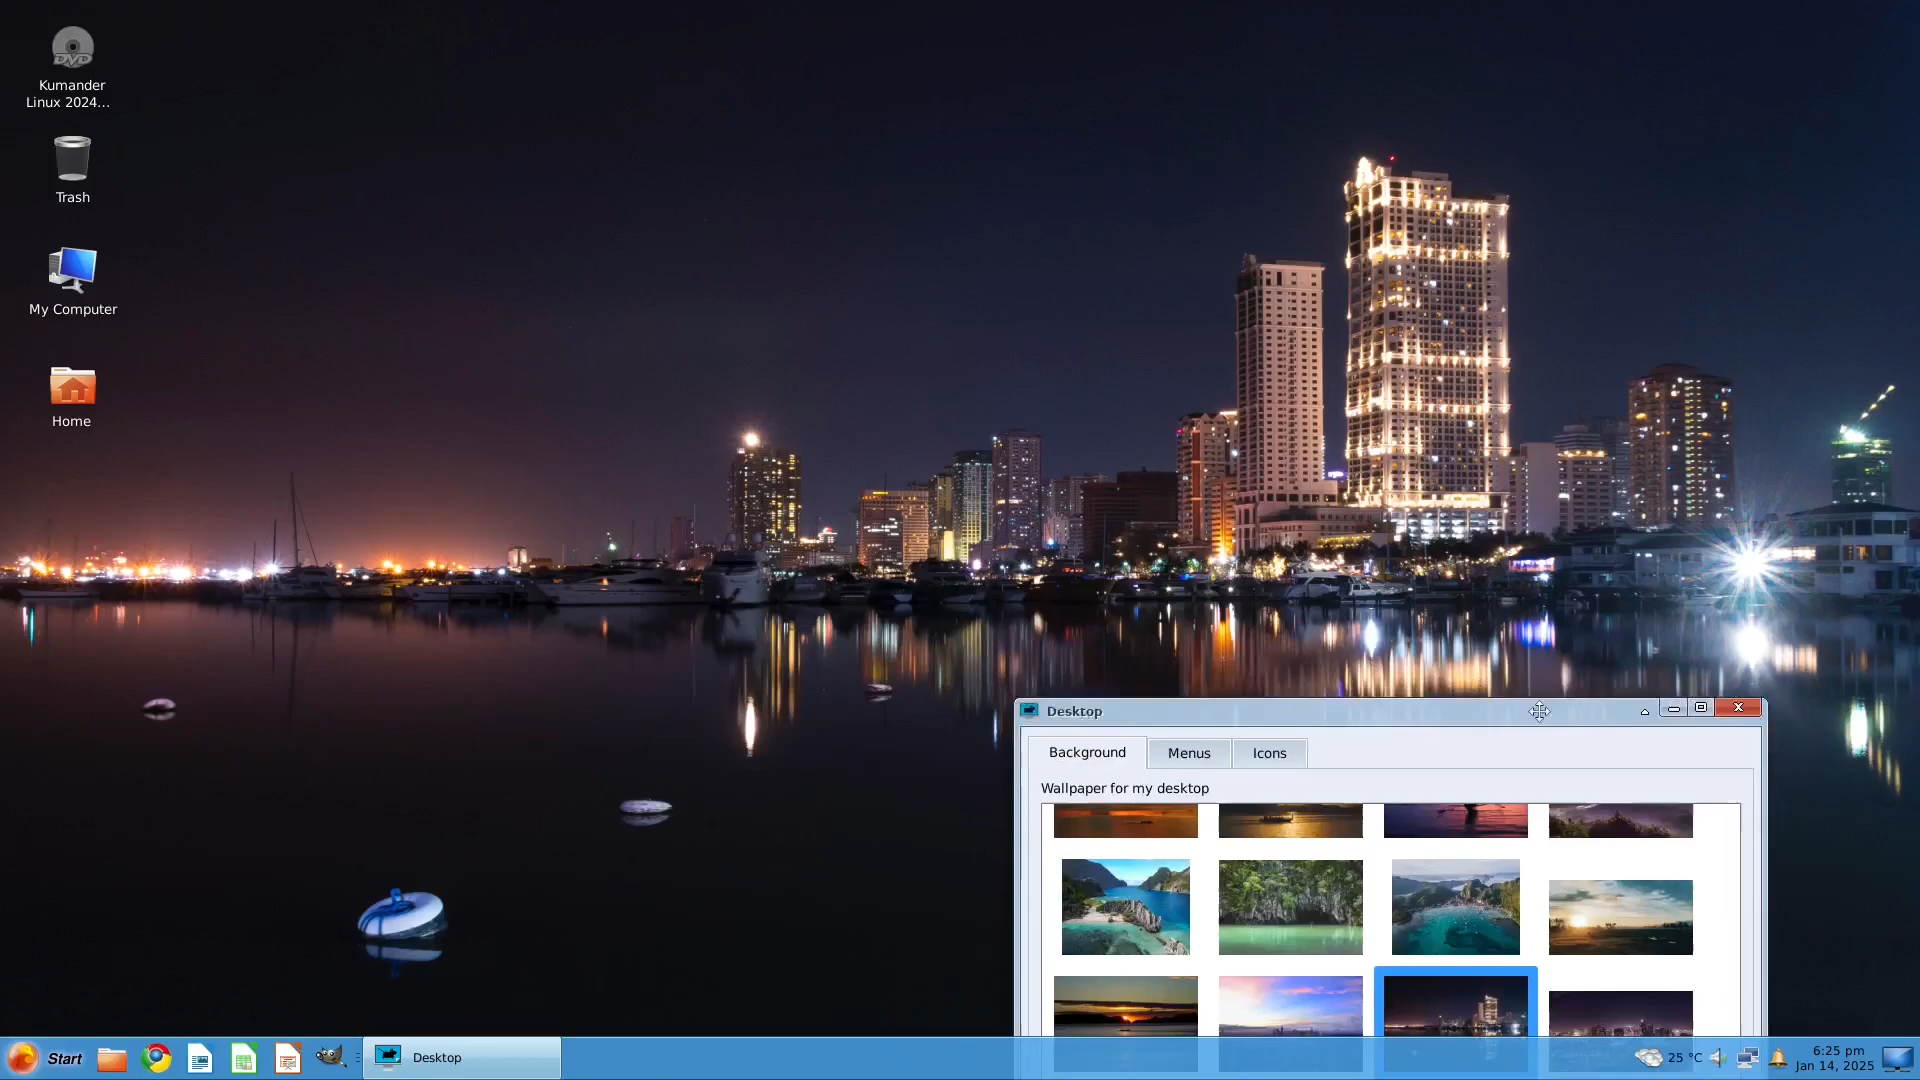 Kumander
Linux 2024...
Trash
My Computer
Home
Desktop
Background
Menus
Icons
Wallpaper for my desktop
Start
Desktop
25 °C
6:25 pm
Jan 14, 2025